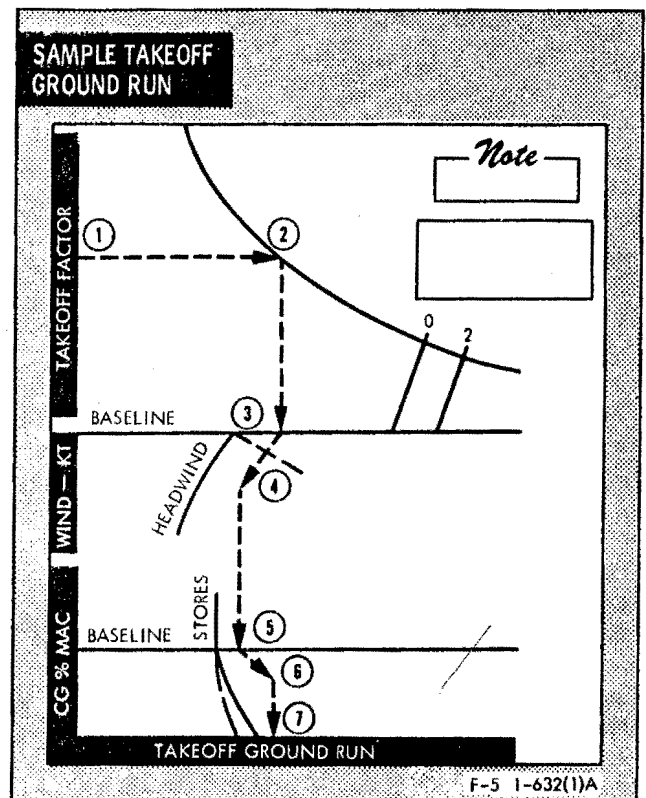 SAMPLE TAKEOFF
GROUND RUN
Note
TAKEOFF FACTOR
1
2
0
2
BASELINE
3
WIND — KT
HEADWIND
4
CG % MAC
STORES
BASELINE
5
6
7
TAKEOFF GROUND RUN
F-5 1-632(1)A